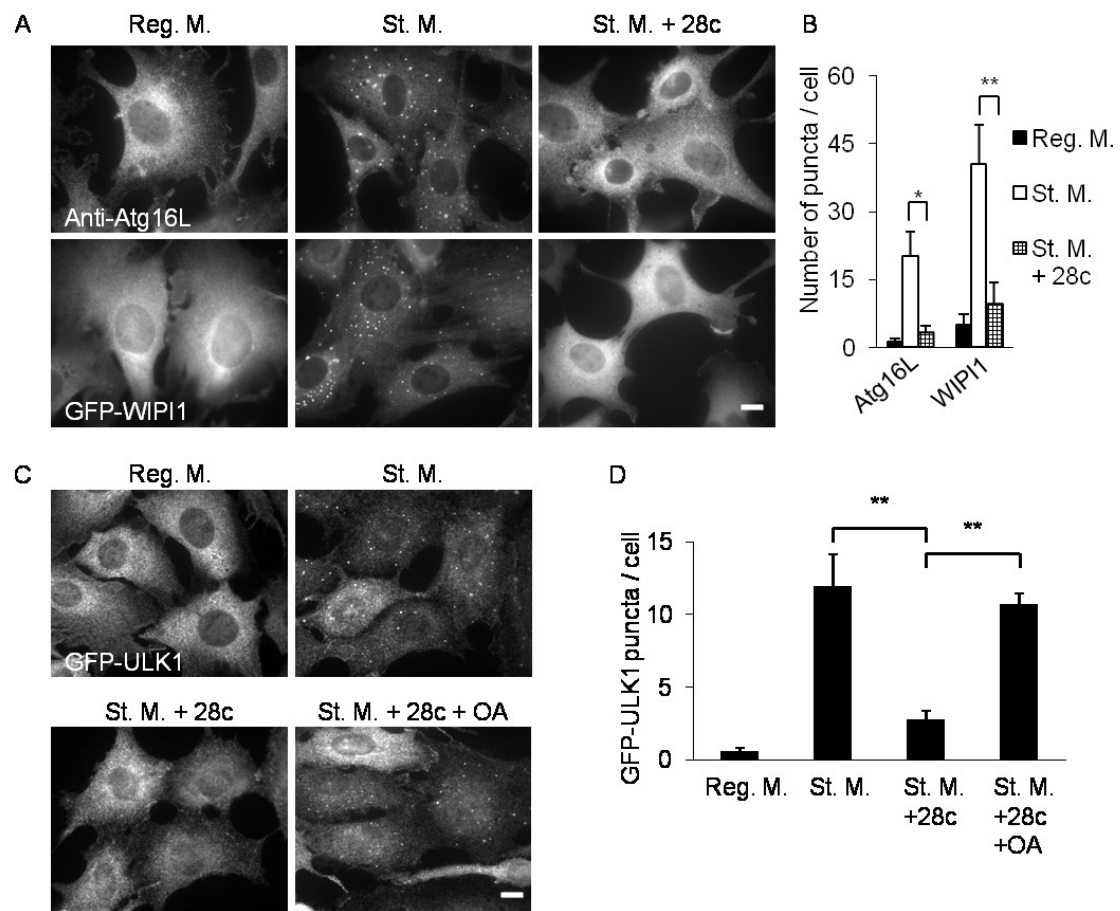 A
Reg. M.
St. M.
St. M. + 28c
Anti-Atg16L
GFP-WIPI1
B
Number of puncta / cell
60
45
30
15
0
*
**
Atg16L
WIPI1
Reg. M.
St. M.
St. M.
+ 28c
C
Reg. M.
St. M.
GFP-ULK1
St. M. + 28c
St. M. + 28c + OA
D
GFP-ULK1 puncta / cell
15
10
5
0
**
**
Reg. M.
St. M.
St. M.
+28c
St. M.
+28c
+OA